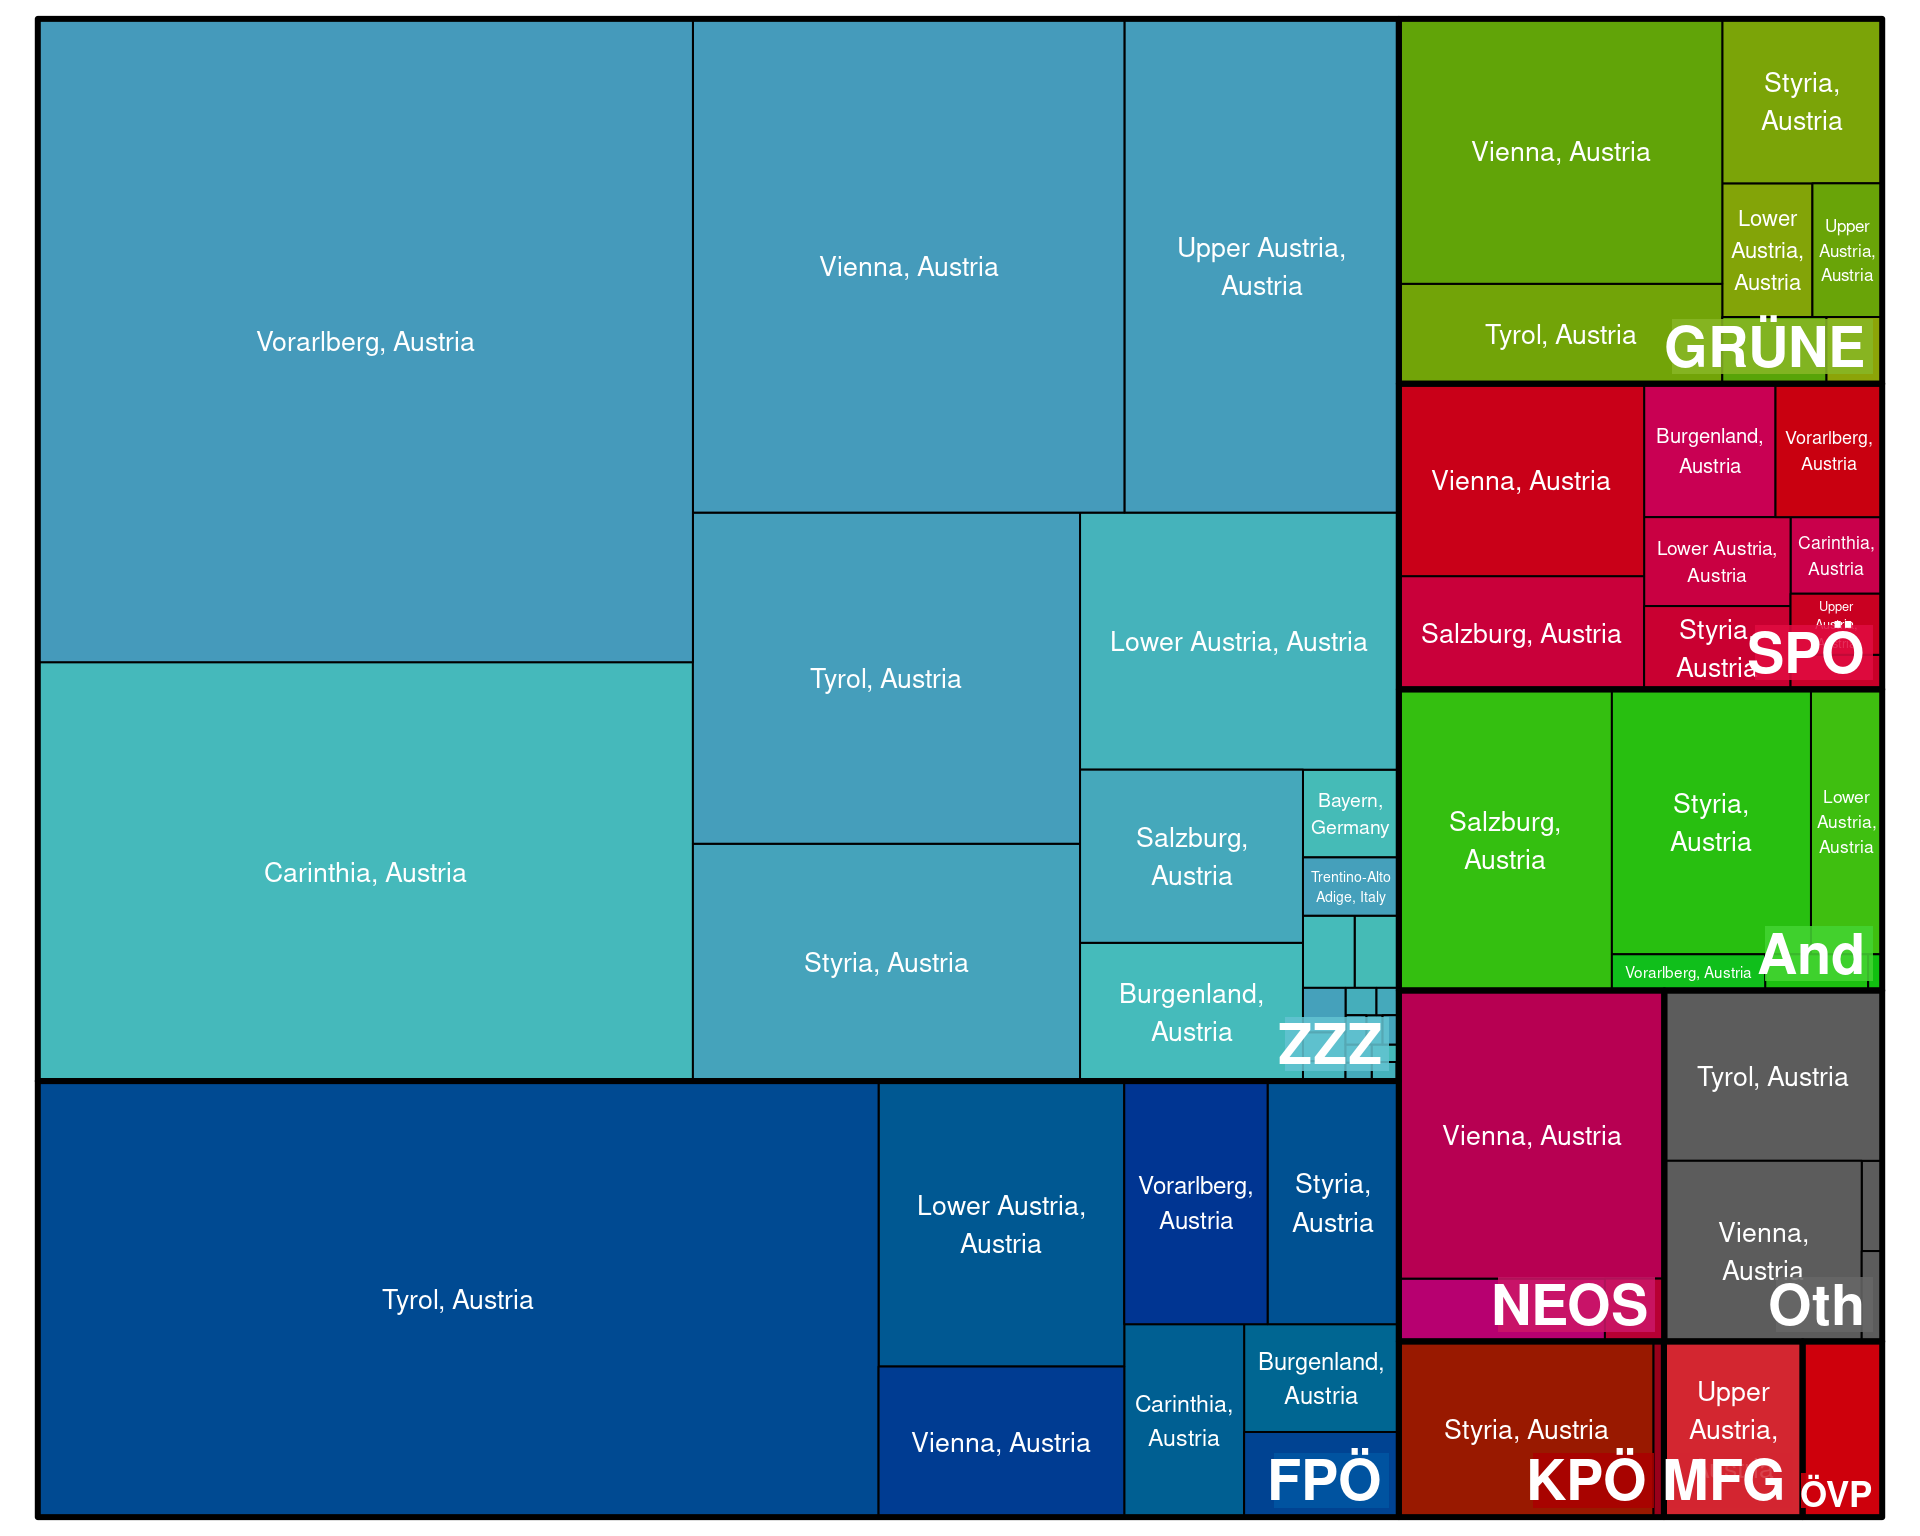 Vorarlberg, Austria
Carinthia, Austria
Vienna, Austria
Upper Austria,
Austria
Tyrol, Austria
Styria, Austria
Lower Austria, Austria
Salzburg,
Austria
Burgenland,
Austria
Bayern,
Germany
Trentino-Alto
Adige, Italy
ZZZ
Tyrol, Austria
Lower Austria,
Austria
Vienna, Austria
Vorarlberg,
Austria
Styria,
Austria
Carinthia,
Austria
Burgenland,
Austria
FPÖ
Vienna, Austria
Tyrol, Austria
Styria,
Austria
Lower
Austria,
Austria
Upper
Austria,
Austria
GRÜNE
Vienna, Austria
Salzburg, Austria
Burgenland,
Austria
Vorarlberg,
Austria
Lower Austria,
Austria
Styria,
Austria
Carinthia,
Austria
Upper
SPÖ
Salzburg,
Austria
Styria,
Austria
Lower
Austria,
Austria
Vorarlberg, Austria
And
Vienna, Austria
NEOS
Tyrol, Austria
Vienna,
Austria
Oth
Styria, Austria
KPÖ
Upper
Austria,
MFG
ÖVP